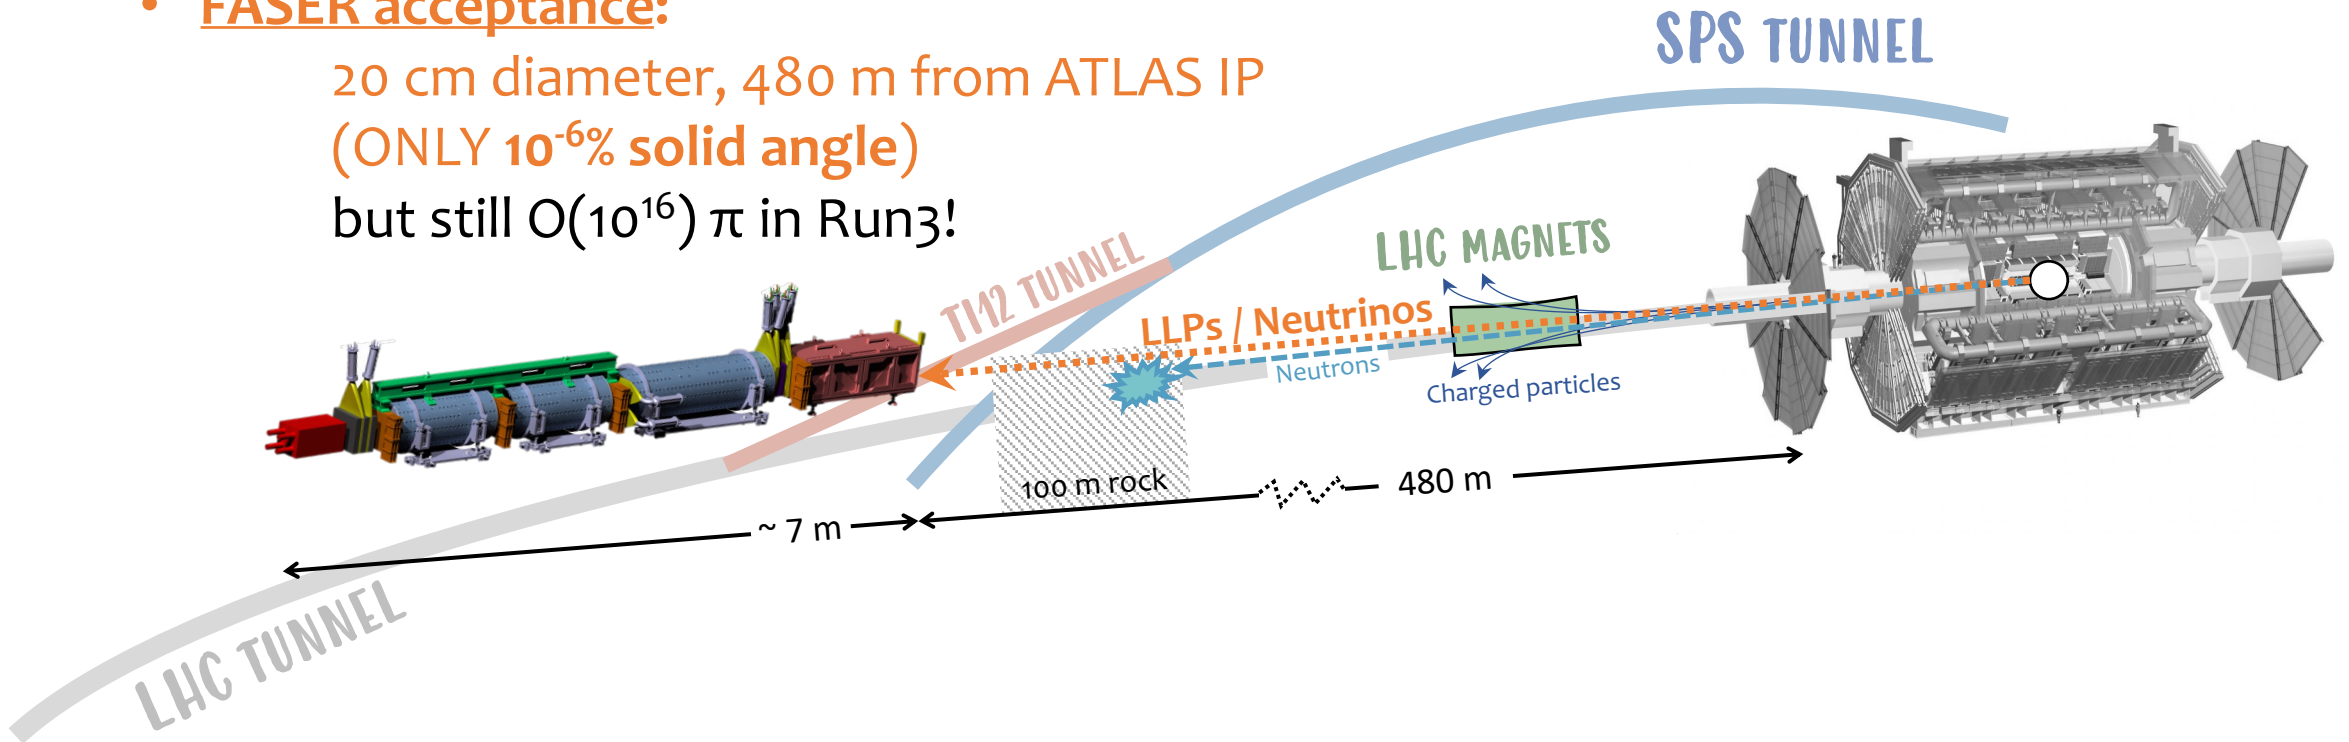 • FASER acceptance:
20 cm diameter, 480 m from ATLAS IP
(ONLY 10⁻⁶% solid angle)
but still O(10¹⁶) π in Run3!
SPS TUNNEL
LHC MAGNETS
TI12 TUNNEL
LLPs / Neutrinos
Neutrons
Charged particles
100 m rock
480 m
~ 7 m
LHC TUNNEL